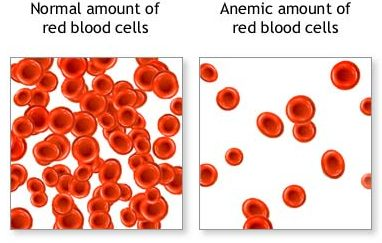 Normal amount of
red blood cells
Anemic amount of
red blood cells